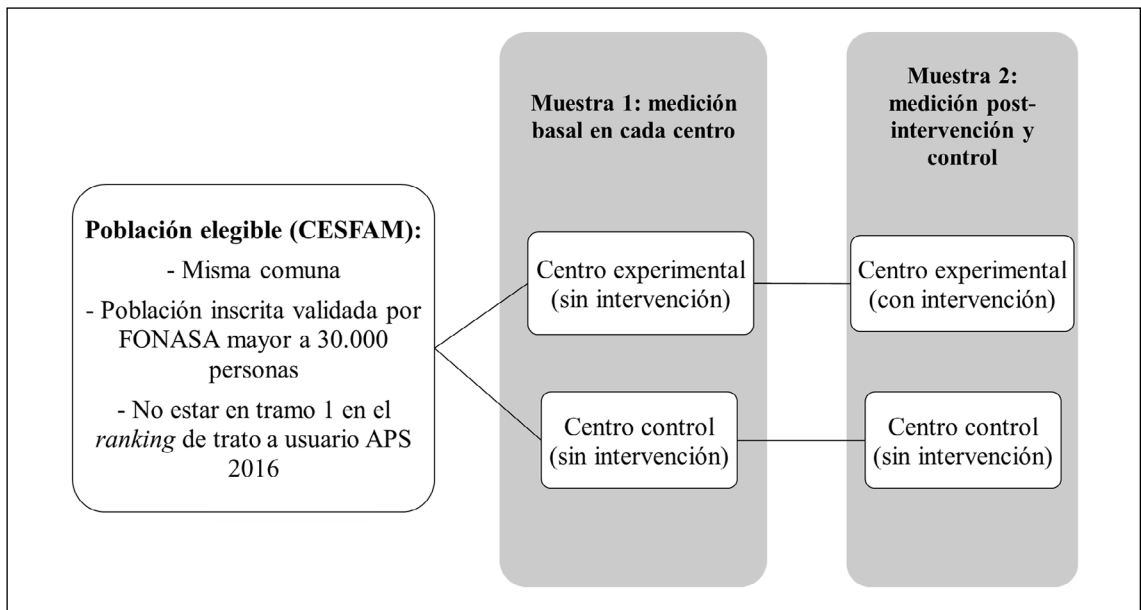 Población elegible (CESFAM):
- Misma comuna
- Población inscrita validada por
FONASA mayor a 30.000
personas
- No estar en tramo 1 en el
ranking de trato a usuario APS
2016
Muestra 1: medición
basal en cada centro
Centro experimental
(sin intervención)
Centro control
(sin intervención)
Muestra 2:
medición post-
intervención y
control
Centro experimental
(con intervención)
Centro control
(sin intervención)